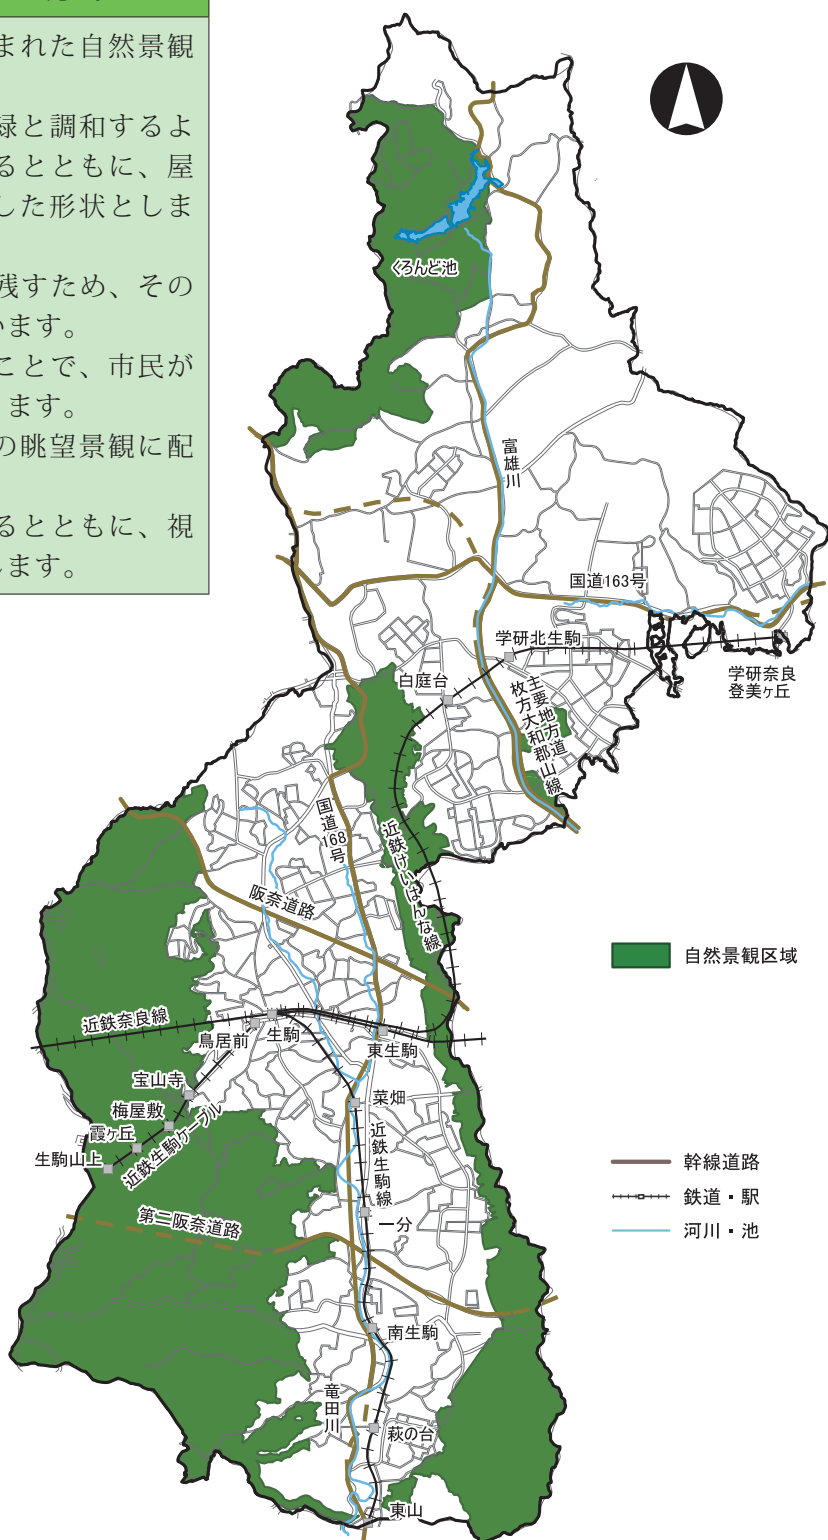 まれた自然景観
緑と調和するよ
るとともに、屋
した形状としま
残すため、その
います。
ことで、市民が
ります。
の眺望景観に配
るとともに、視
します。
くろんど池
富雄川
国道163号
学研北生駒
学研奈良
登美ヶ丘
白庭台
主要地方道
枚方大和郡山線
国道168号
近鉄けいはんな線
阪奈道路
自然景観区域
近鉄奈良線
鳥居前
生駒
東生駒
宝山寺
菜畑
梅屋敷
霞ヶ丘
生駒山上
近鉄生駒ケーブル
近鉄生駒線
幹線道路
鉄道・駅
第二阪奈道路
一分
河川・池
南生駒
竜田川
萩の台
東山